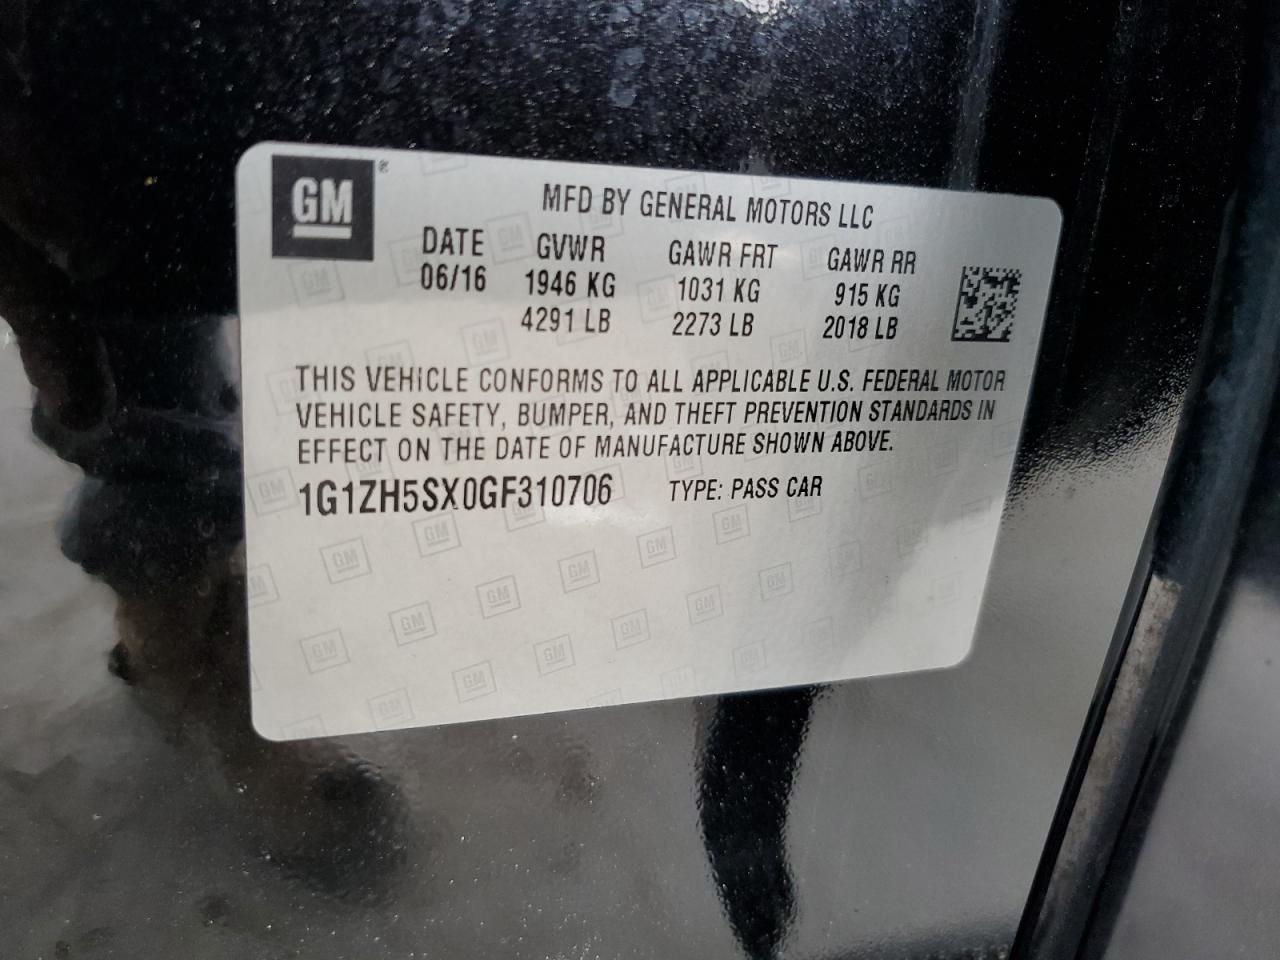 GM ®
MFD BY GENERAL MOTORS LLC
DATE GVWR GAWR FRT GAWR RR
06/16 1946 KG 1031 KG 915 KG
4291 LB 2273 LB 2018 LB
THIS VEHICLE CONFORMS TO ALL APPLICABLE U.S. FEDERAL MOTOR
VEHICLE SAFETY, BUMPER, AND THEFT PREVENTION STANDARDS IN
EFFECT ON THE DATE OF MANUFACTURE SHOWN ABOVE.
1G1ZH5SX0GF310706 TYPE: PASS CAR